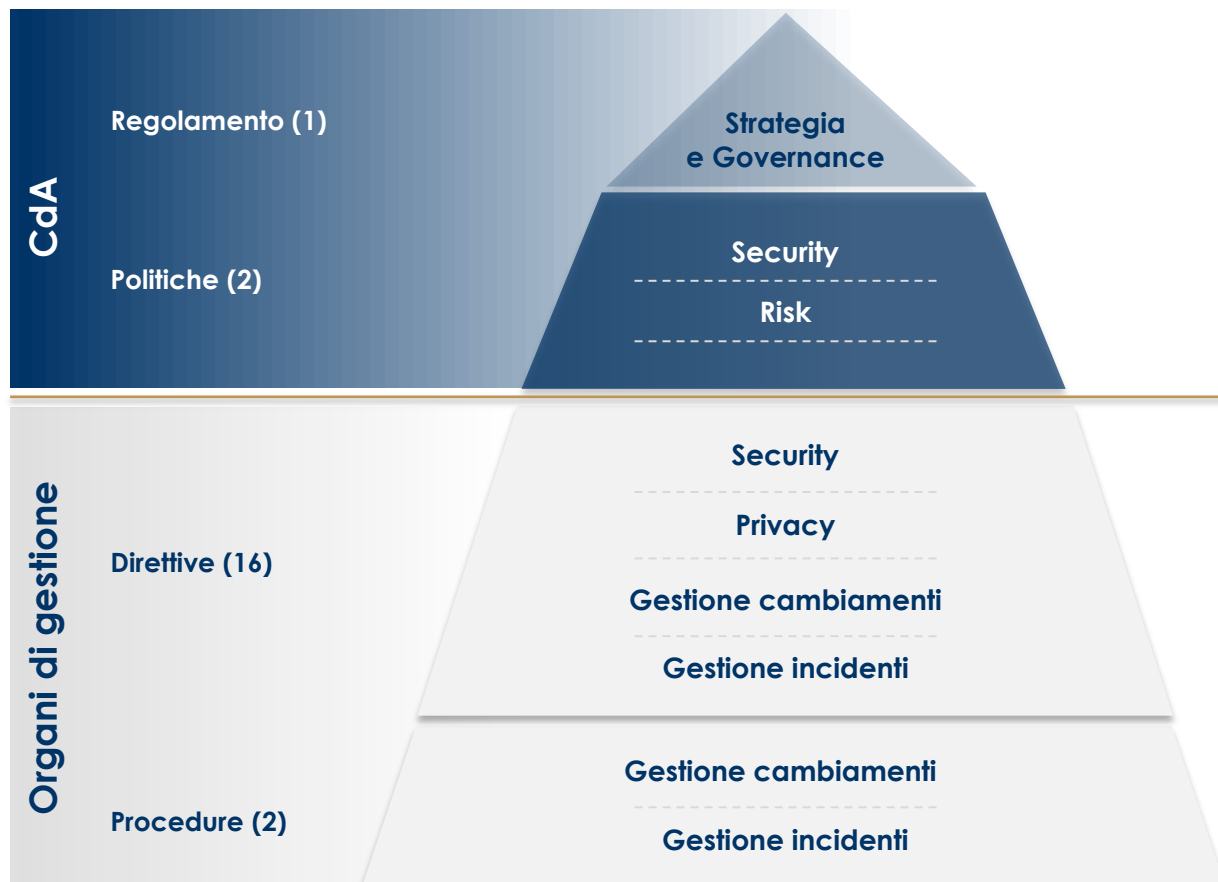 CdA
Regolamento (1)
Strategia
e Governance
Politiche (2)
Security
Risk
Organi di gestione
Direttive (16)
Security
Privacy
Gestione cambiamenti
Gestione incidenti
Procedure (2)
Gestione cambiamenti
Gestione incidenti